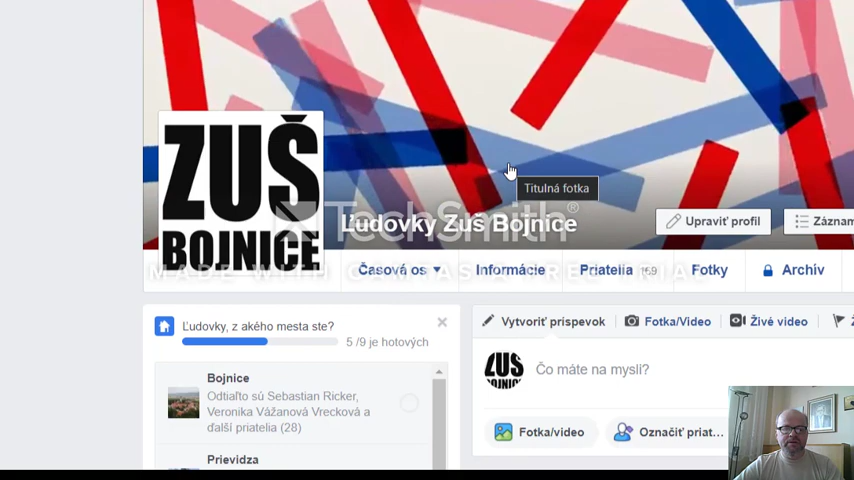 ZUŠ
BOJNICE
Titulná fotka
TechSmith®
Ľudovky Zuš Bojnice
Upraviť profil
Záznam
MADE WITH CAMTASIA FREE TRIAL
Časová os
Informácie
Priatelia 169
Fotky
Archív
Ľudovky, z akého mesta ste?
5 /9 je hotových
Bojnice
Odtiaľto sú Sebastian Ricker,
Veronika Vážanová Vrecková a
ďalší priatelia (28)
Prievidza
Vytvoriť príspevok
Fotka/Video
Živé video
ZUŠ
BOJNICE
Čo máte na mysli?
Fotka/video
Označiť priat...